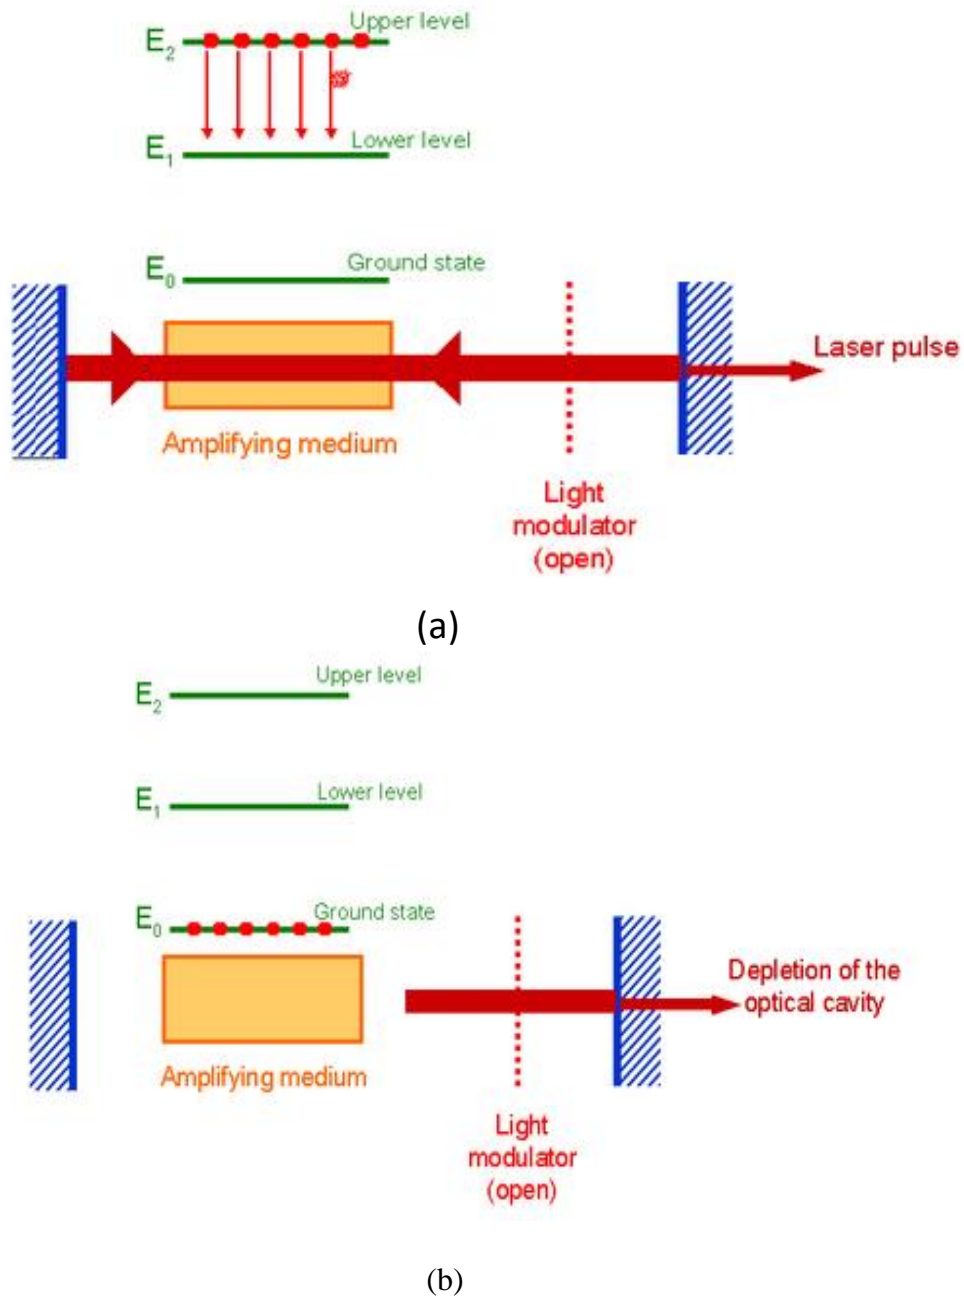 Upper level
E2
Lower level
E1
Ground state
E0
Laser pulse
Amplifying medium
Light
modulator
(open)
(a)
Upper level
E2
Lower level
E1
Ground state
E0
Depletion of the
optical cavity
Amplifying medium
Light
modulator
(open)
(b)